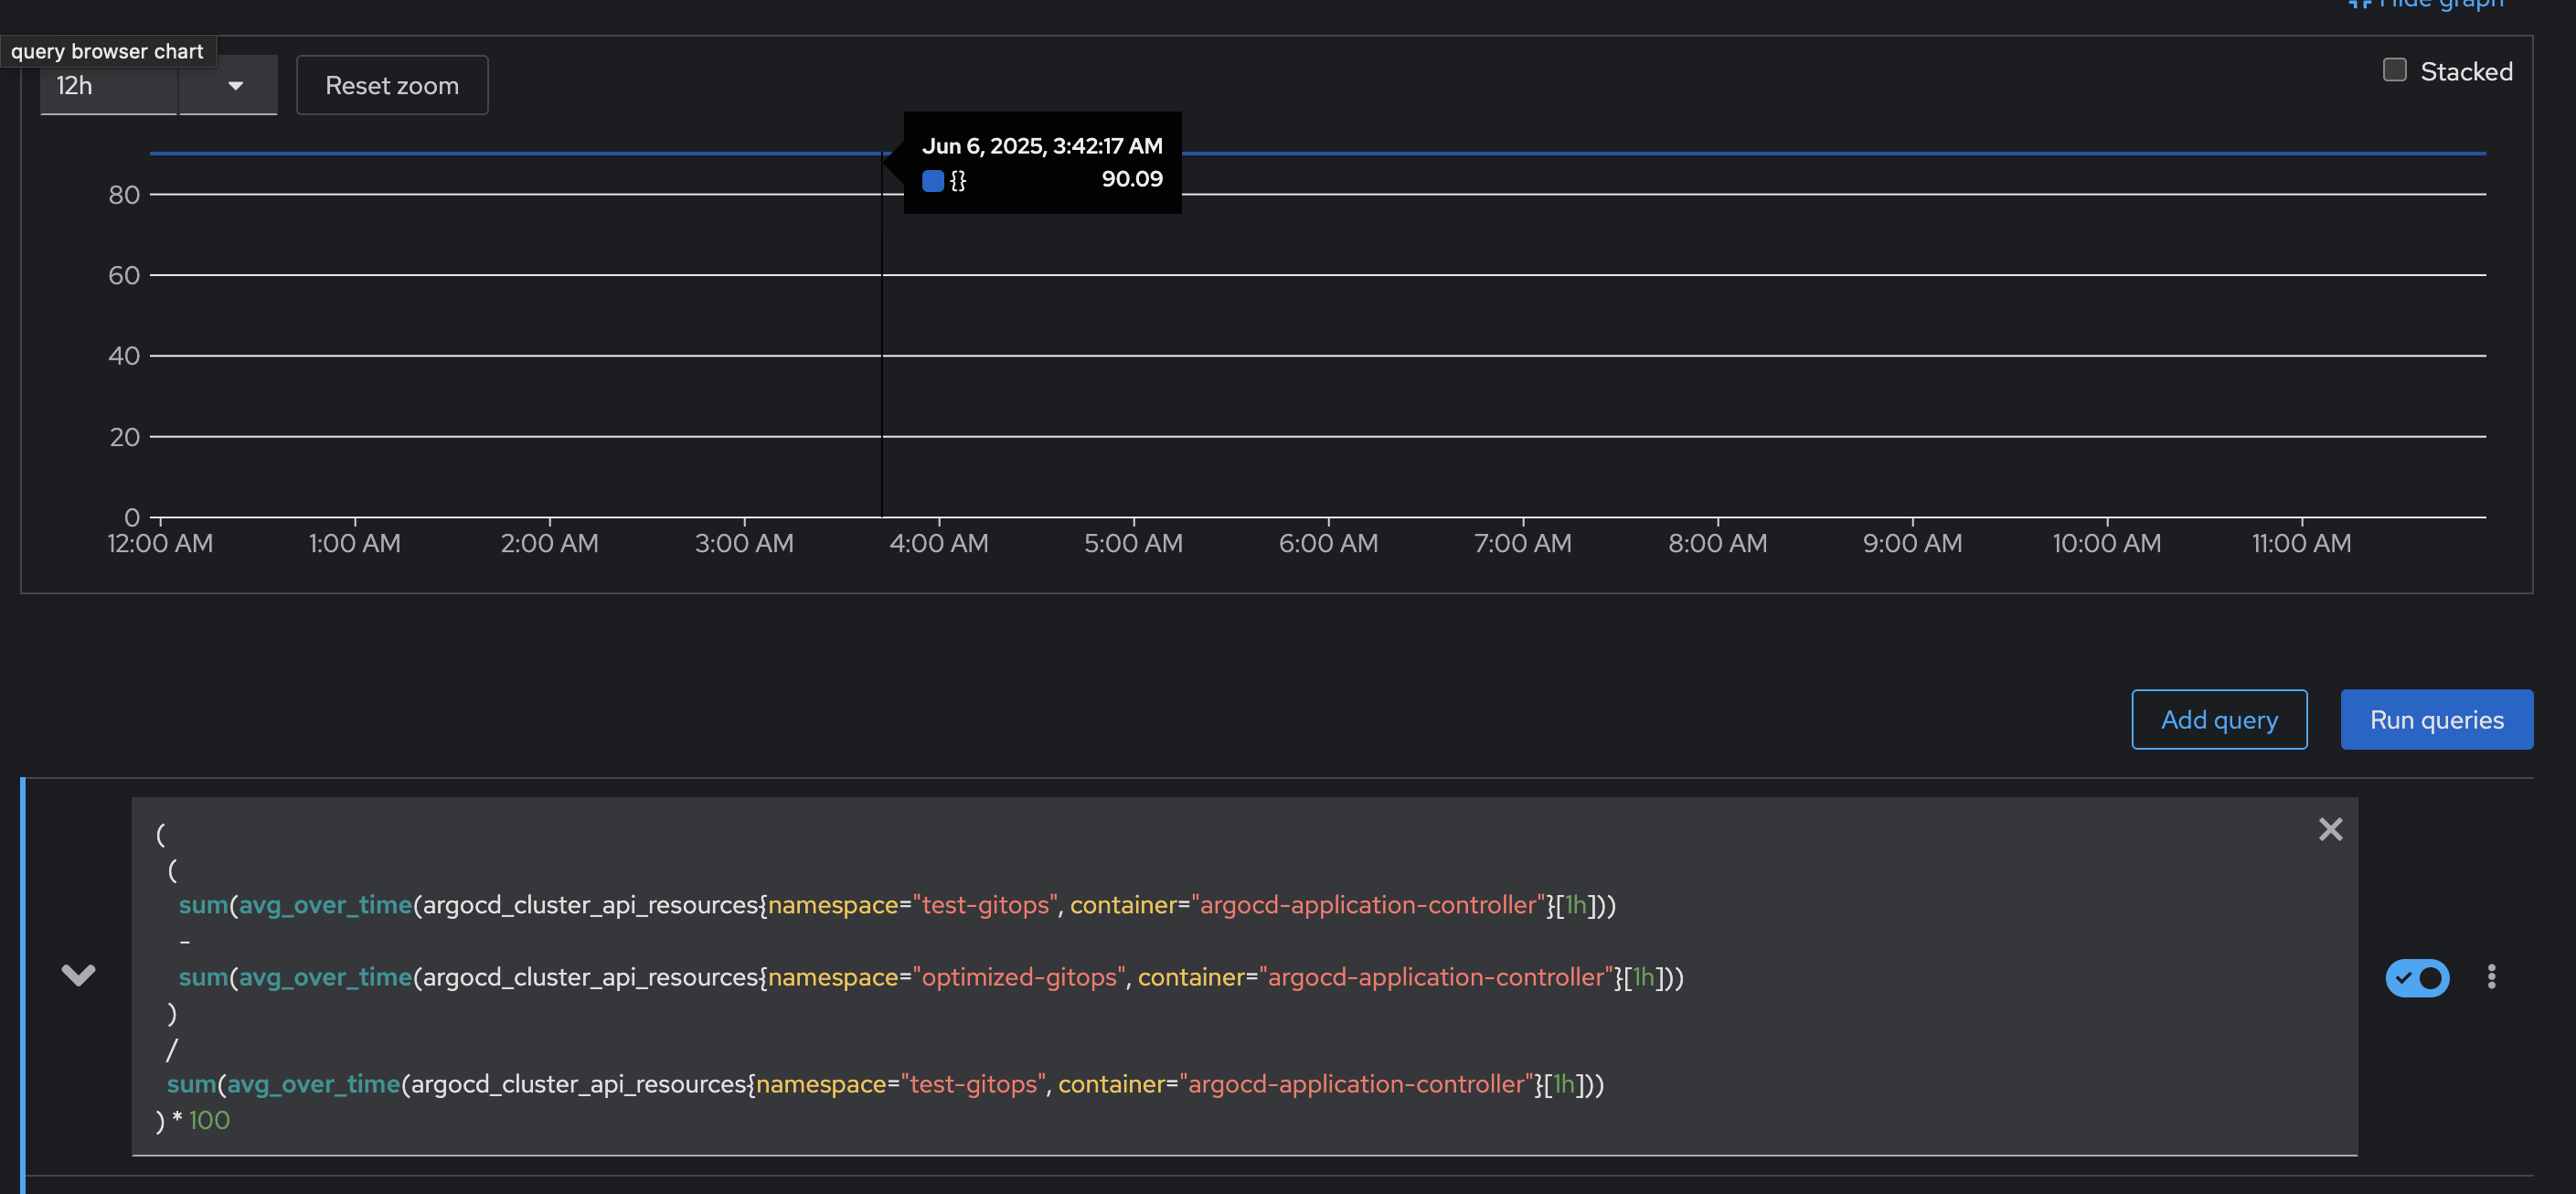 Hide graph
query browser chart
12h
Reset zoom
Stacked
Jun 6, 2025, 3:42:17 AM
{} 90.09
80
60
40
20
0
12:00 AM 1:00 AM 2:00 AM 3:00 AM 4:00 AM 5:00 AM 6:00 AM 7:00 AM 8:00 AM 9:00 AM 10:00 AM 11:00 AM
Add query
Run queries
(
(
sum(avg_over_time(argocd_cluster_api_resources{namespace="test-gitops", container="argocd-application-controller"}[1h]))
-
sum(avg_over_time(argocd_cluster_api_resources{namespace="optimized-gitops", container="argocd-application-controller"}[1h]))
)
/
sum(avg_over_time(argocd_cluster_api_resources{namespace="test-gitops", container="argocd-application-controller"}[1h]))
) * 100